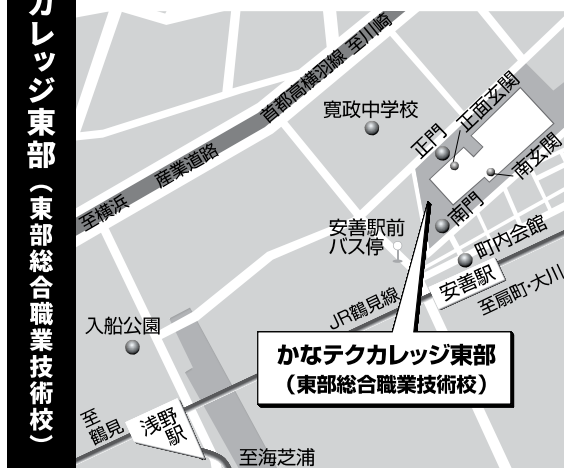 カレッジ東部（東部総合職業技術校）
首都高横羽線 至川崎
至横浜
産業道路
寛政中学校
正門
正面玄関
南玄関
南門
安善駅前
バス停
町内会館
安善駅
JR鶴見線
至扇町・大川
かなテクカレッジ東部
（東部総合職業技術校）
入船公園
至
鶴見
浅野
駅
至海芝浦